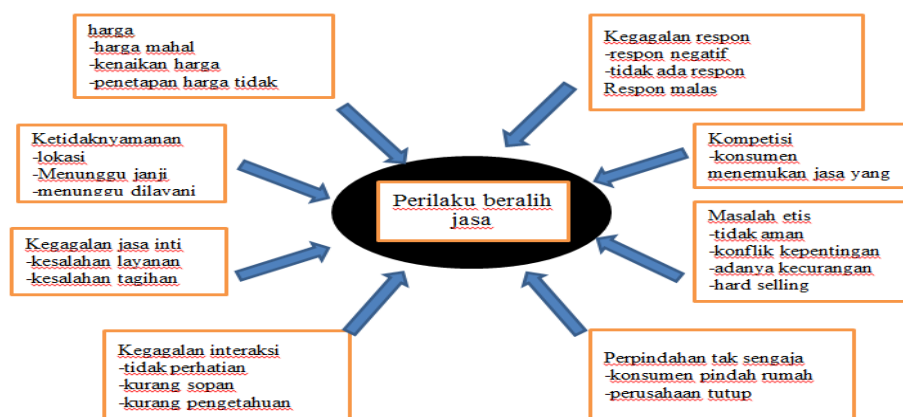 harga
-harga mahal
-kenaikan harga
-penetapan harga tidak
Kegagalan respon
-respon negatif
-tidak ada respon
Respon malas
Ketidaknyamanan
-lokasi
-Menunggu janji
-menunggu dilayani
Kompetisi
-konsumen
menemukan jasa yang
Perilaku beralih
jasa
Kegagalan jasa inti
-kesalahan layanan
-kesalahan tagihan
Masalah etis
-tidak aman
-konflik kepentingan
-adanya kecurangan
-hard selling
Kegagalan interaksi
-tidak perhatian
-kurang sopan
-kurang pengetahuan
Perpindahan tak sengaja
-konsumen pindah rumah
-perusahaan tutup